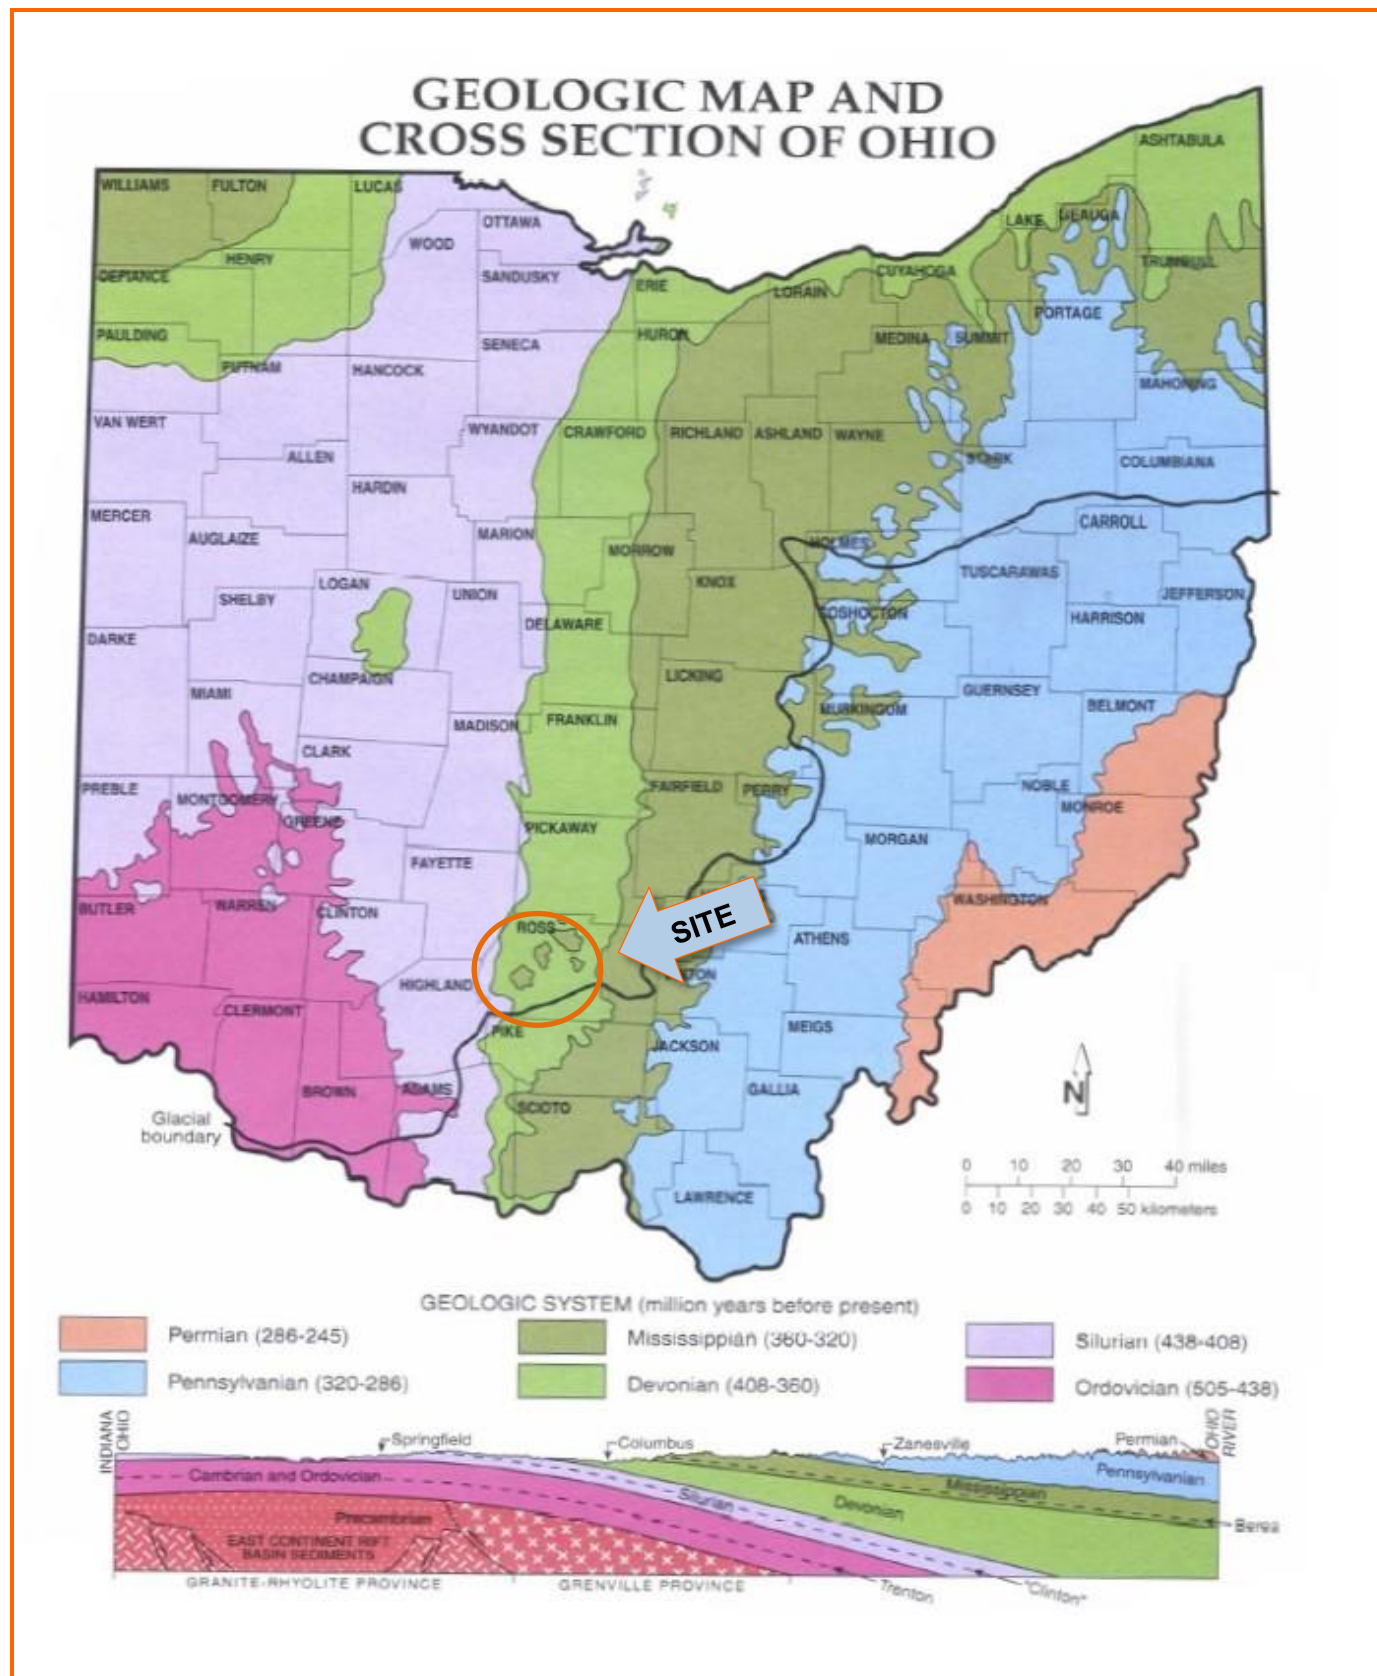 GEOLOGIC MAP AND
CROSS SECTION OF OHIO
ASHTABULA
WILLIAMS
FULTON
LUCAS
LAKE
GEAUGA
OTTAWA
WOOD
HENRY
DEFIANCE
SANDUSKY
ERIE
LORAIN
CUYAHOGA
TRUMBULL
PAULDING
SENECA
HURON
MEDINA
SUMMIT
PORTAGE
PUTNAM
HANCOCK
MAHONING
VAN WERT
WYANDOT
CRAWFORD
RICHLAND
ASHLAND
WAYNE
ALLEN
STARK
COLUMBIANA
HARDIN
MERCER
AUGLAIZE
MARION
MORROW
HOLMES
CARROLL
LOGAN
UNION
KNOX
TUSCARAWAS
JEFFERSON
SHELBY
DELAWARE
COSHOCTON
HARRISON
DARKE
CHAMPAIGN
LICKING
MIAMI
MADISON
FRANKLIN
MUSKINGUM
GUERNSEY
BELMONT
CLARK
PREBLE
MONTGOMERY
FAIRFIELD
PERRY
NOBLE
MONROE
GREENE
PICKAWAY
MORGAN
FAYETTE
BUTLER
WARREN
CLINTON
ROSS
SITE
WASHINGTON
ATHENS
HAMILTON
CLERMONT
HIGHLAND
PIKE
MEIGS
JACKSON
BROWN
ADAMS
SCIOTO
GALLIA
N
Glacial
boundary
LAWRENCE
0 10 20 30 40 miles
0 10 20 30 40 50 kilometers
GEOLOGIC SYSTEM (million years before present)
Permian (286-245)
Mississippian (360-320)
Silurian (438-408)
Pennsylvanian (320-286)
Devonian (408-360)
Ordovician (505-438)
INDIANA
OHIO
Springfield
Columbus
Zanesville
Permian
OHIO
RIVER
Cambrian and Ordovician
Silurian
Devonian
Mississippian
Pennsylvanian
Precambrian
EAST CONTINENT RIFT
BASIN SEDIMENTS
Berea
GRANITE-RHYOLITE PROVINCE
GRENVILLE PROVINCE
Trenton
"Clinton"